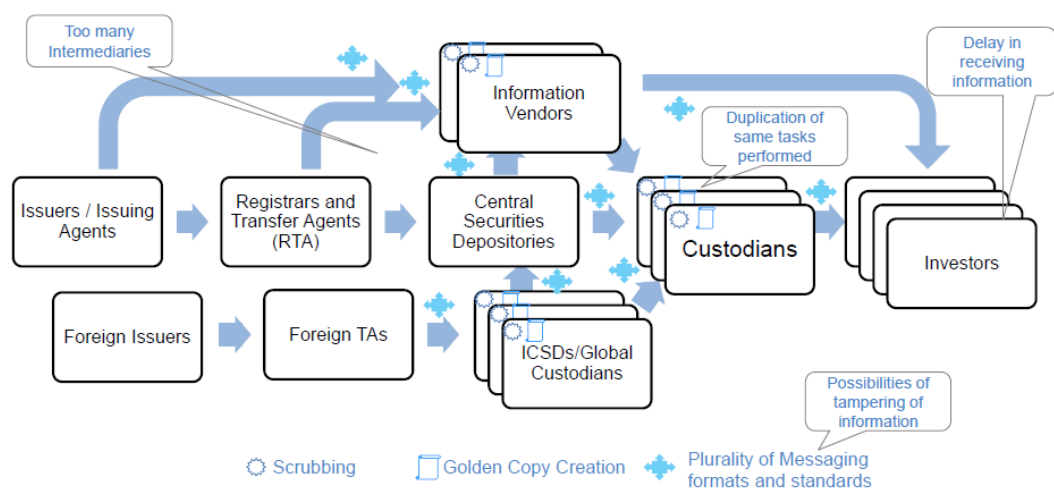 Too many
Intermediaries
Delay in
receiving
information
Information
Vendors
Duplication of
same tasks
performed
Issuers / Issuing
Agents
Registrars and
Transfer Agents
(RTA)
Central
Securities
Depositories
Custodians
Investors
Foreign Issuers
Foreign TAs
ICSDs/Global
Custodians
Possibilities of
tampering of
information
Scrubbing
Golden Copy Creation
Plurality of Messaging
formats and standards